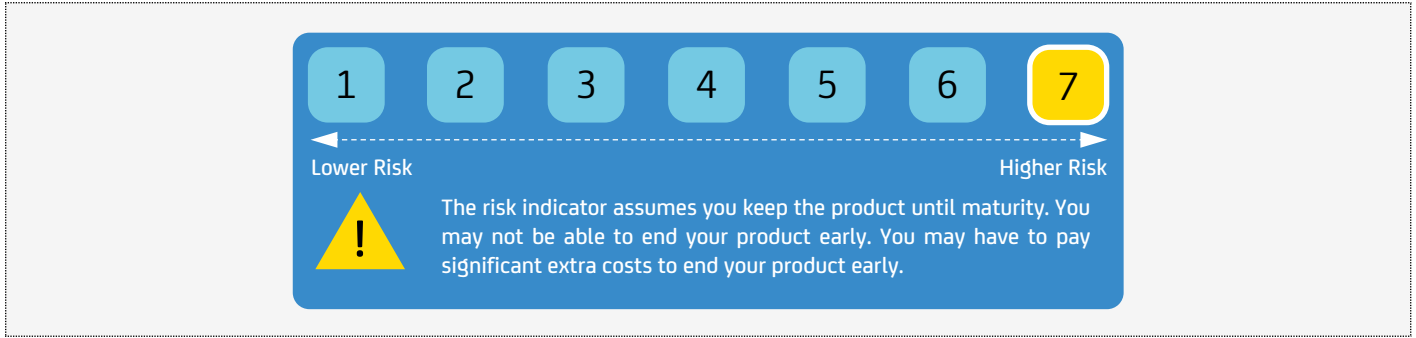 1 2 3 4 5 6 7
Lower Risk Higher Risk
!
The risk indicator assumes you keep the product until maturity. You
may not be able to end your product early. You may have to pay
significant extra costs to end your product early.